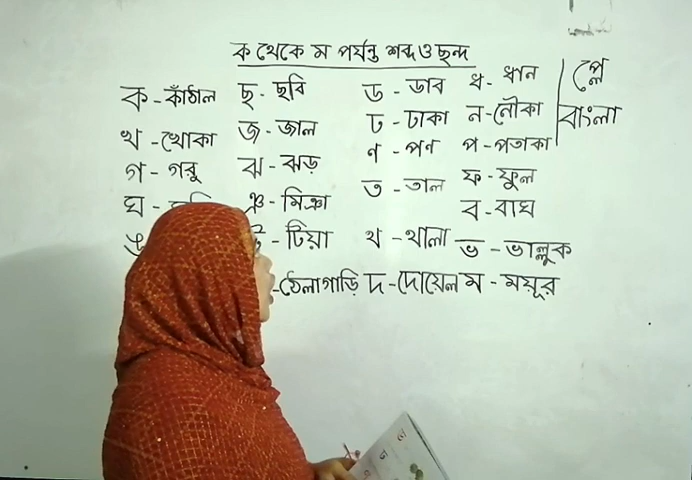 ক থেকে ম পর্যন্ত শব্দ ও ছন্দ
প্লে
বাংলা
ক - কাঁঠাল
খ - খোকা
গ - গরু
ঘ -
ছ - ছবি
জ - জাল
ঝ - ঝড়
ঞ - মিঞা
ট - টিয়া
- ঠেলাগাড়ি
ড - ডাব
ঢ - ঢাকা
ণ - পণ
ত - তাল
থ - থালা
দ - দোয়েল
ধ - ধান
ন - নৌকা
প - পতাকা
ফ - ফুল
ব - বাঘ
ভ - ভাল্লুক
ম - ময়ূর